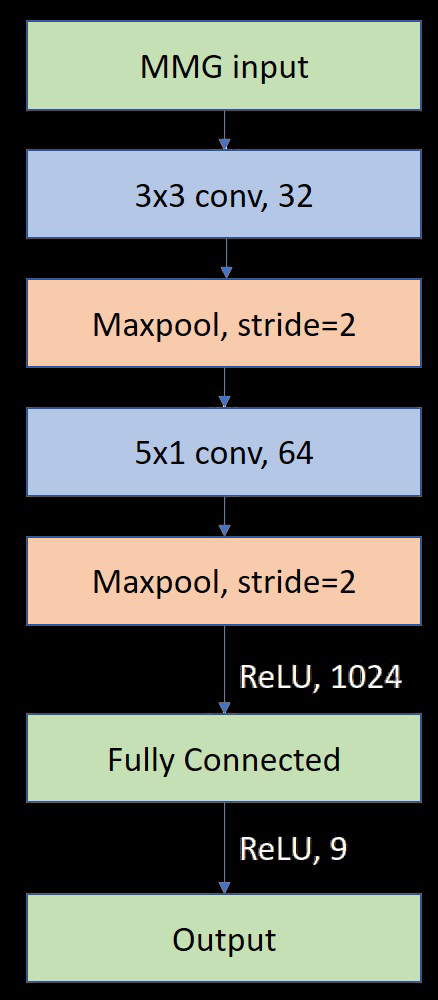 MMG input
3x3 conv, 32
Maxpool, stride=2
5x1 conv, 64
Maxpool, stride=2
ReLU, 1024
Fully Connected
ReLU, 9
Output